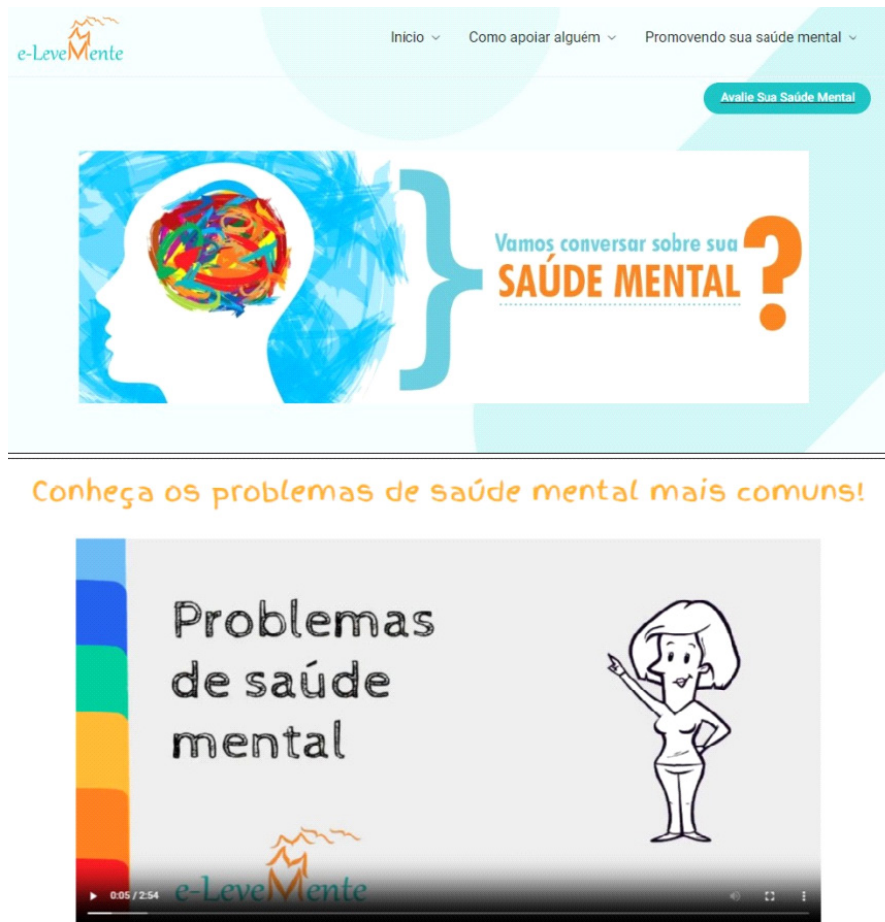 e-LeveMente
Início
Como apoiar alguém
Promovendo sua saúde mental
Avalie Sua Saúde Mental
Vamos conversar sobre sua
SAÚDE MENTAL ?
Conheça os problemas de saúde mental mais comuns!
Problemas
de saúde
mental
e-LeveMente
0:05 / 2:54